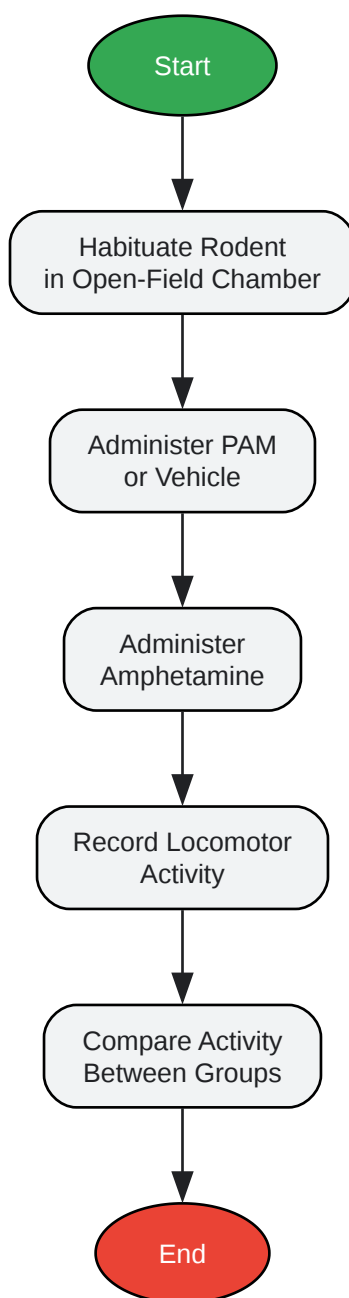 Start
Habituate Rodent
in Open-Field Chamber
Administer PAM
or Vehicle
Administer
Amphetamine
Record Locomotor
Activity
Compare Activity
Between Groups
End